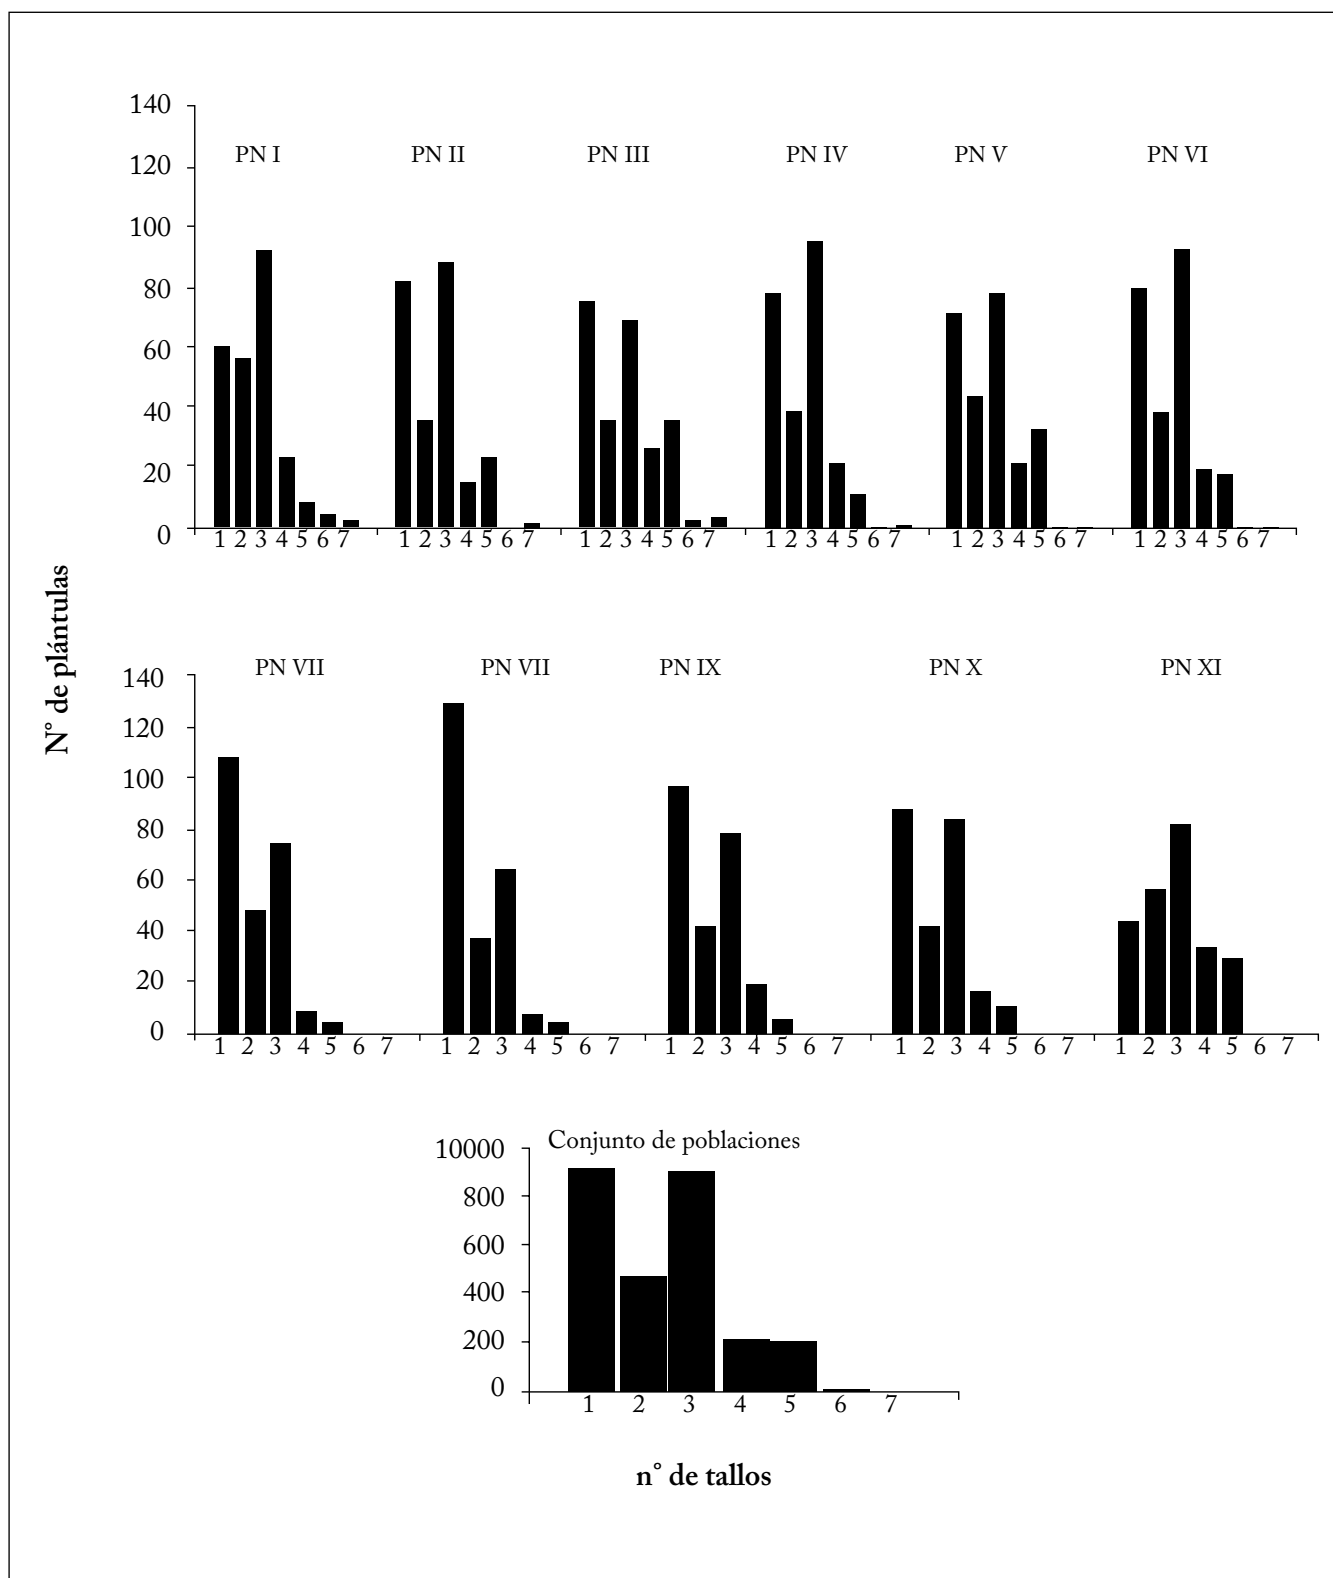 140
120
100
80
60
40
20
0
PN I
PN II
PN III
PN IV
PN V
PN VI
1 2 3 4 5 6 7
1 2 3 4 5 6 7
1 2 3 4 5 6 7
1 2 3 4 5 6 7
1 2 3 4 5 6 7
1 2 3 4 5 6 7
N° de plántulas
140
120
100
80
60
40
20
0
PN VII
PN VII
PN IX
PN X
PN XI
1 2 3 4 5 6 7
1 2 3 4 5 6 7
1 2 3 4 5 6 7
1 2 3 4 5 6 7
1 2 3 4 5 6 7
Conjunto de poblaciones
10000
800
600
400
200
0
1 2 3 4 5 6 7
n° de tallos